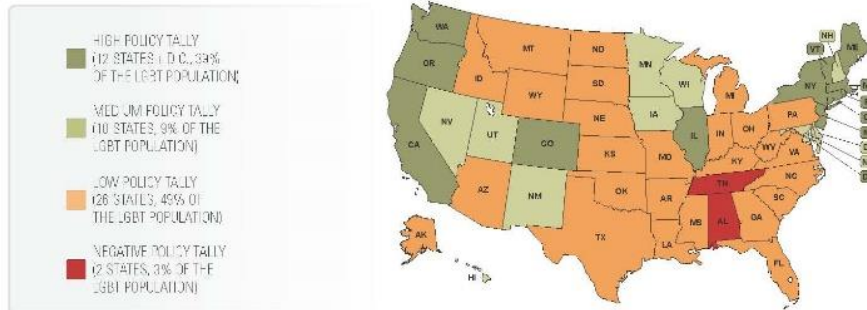 HIGH POLICY TALLY
(12 STATES + D.C., 39%
OF THE LGBT POPULATION)
MEDIUM POLICY TALLY
(10 STATES, 9% OF THE
LGBT POPULATION)
LOW POLICY TALLY
(26 STATES, 49% OF
THE LGBT POPULATION)
NEGATIVE POLICY TALLY
(2 STATES, 3% OF THE
LGBT POPULATION)
WA
MT
ND
MN
VT
NH
ME
OR
ID
SD
WI
NY
WY
MI
IA
NE
PA
NV
UT
IL
IN
OH
CA
CO
KS
MO
WV
VA
KY
NC
TN
AZ
NM
OK
AR
SC
MS
AL
GA
TX
LA
AK
FL
HI